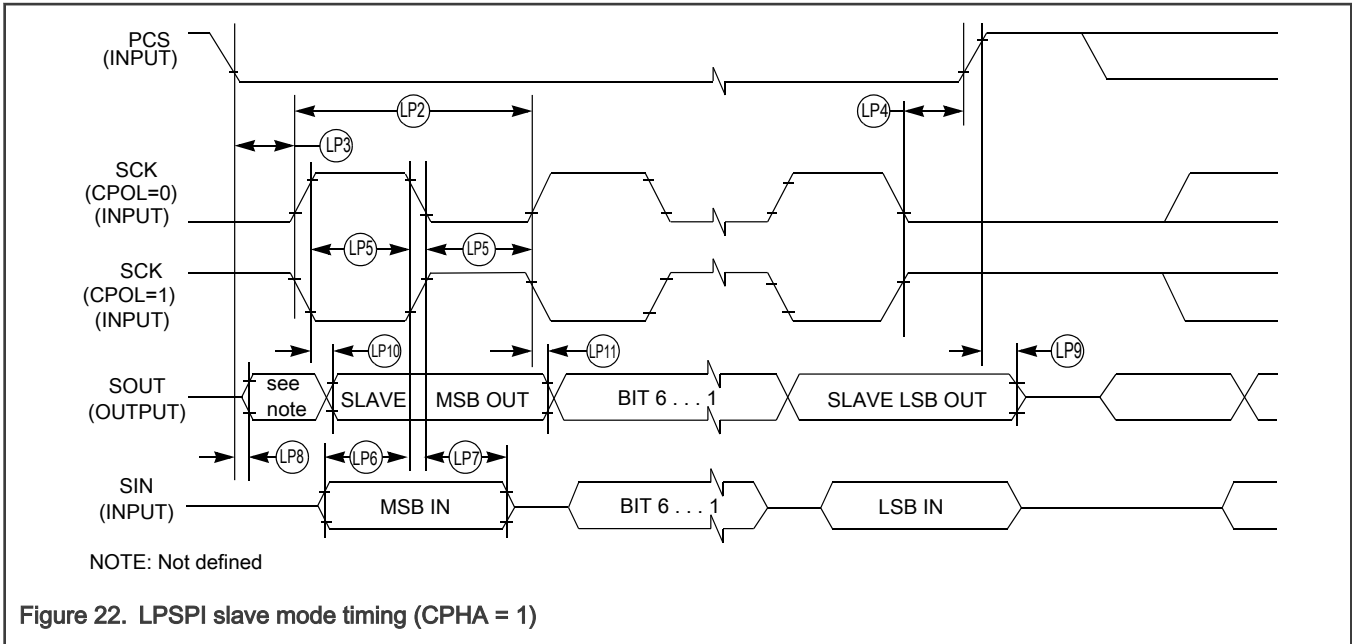 PCS
(INPUT)
LP2
LP4
LP3
SCK
(CPOL=0)
(INPUT)
LP5
LP5
SCK
(CPOL=1)
(INPUT)
LP10
LP11
LP9
SOUT
(OUTPUT)
see
note
SLAVE
MSB OUT
BIT 6 . . . 1
SLAVE LSB OUT
LP8
LP6
LP7
SIN
(INPUT)
MSB IN
BIT 6 . . . 1
LSB IN
NOTE: Not defined
Figure 22. LPSPI slave mode timing (CPHA = 1)